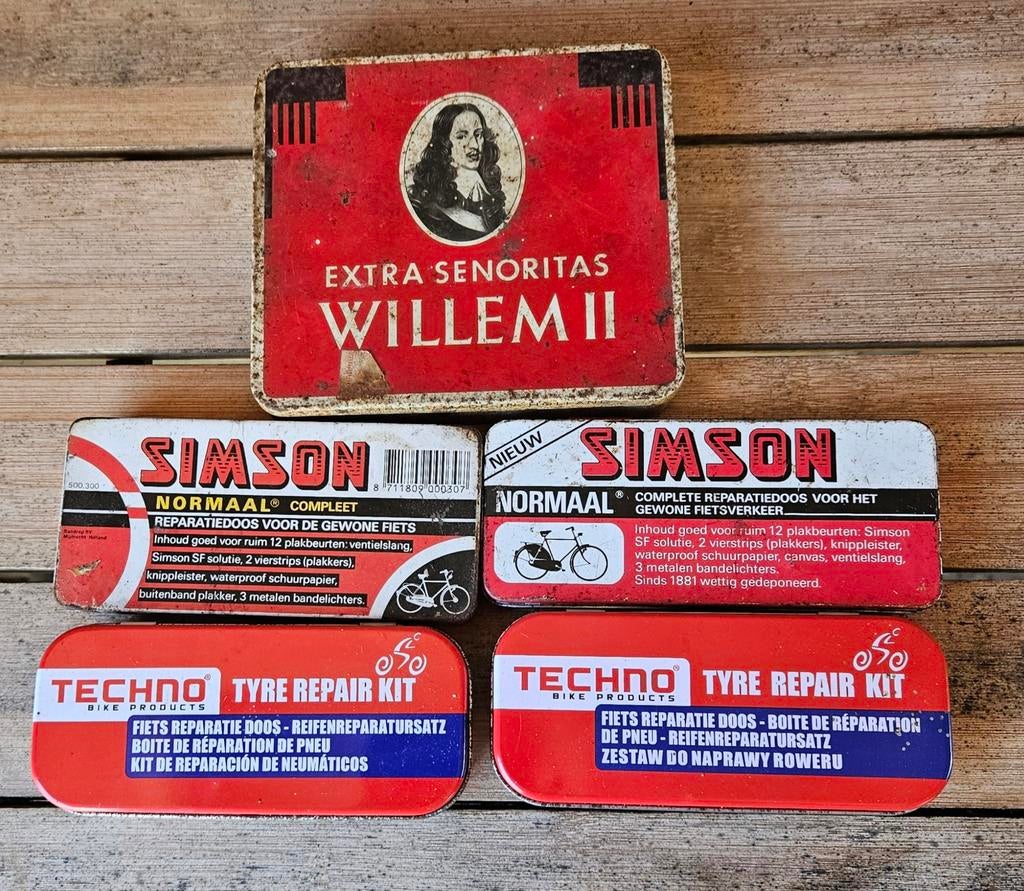 EXTRA SENORITAS
WILLEM II
SIMSON
500.300
8 711809 000307
NORMAAL® COMPLEET
REPARATIEDOOS VOOR DE GEWONE FIETS
Mijdrecht Holland
Inhoud goed voor ruim 12 plakbeurten: ventielslang,
Simson SF solutie, 2 vierstrips (plakkers),
knippleister, waterproof schuurpapier,
buitenband plakker, 3 metalen bandelichters.
NIEUW
SIMSON
NORMAAL® COMPLETE REPARATIEDOOS VOOR HET
GEWONE FIETSVERKEER
Inhoud goed voor ruim 12 plakbeurten: Simson
SF solutie, 2 vierstrips (plakkers), knippleister,
waterproof schuurpapier, canvas, ventielslang,
3 metalen bandelichters.
Sinds 1881 wettig gedeponeerd.
TECHNO®
BIKE PRODUCTS
TYRE REPAIR KIT
FIETS REPARATIE DOOS - REIFENREPARATURSATZ
BOITE DE RÉPARATION DE PNEU
KIT DE REPARACIÓN DE NEUMÁTICOS
TECHNO®
BIKE PRODUCTS
TYRE REPAIR KIT
FIETS REPARATIE DOOS - BOITE DE RÉPARATION
DE PNEU - REIFENREPARATURSATZ
ZESTAW DO NAPRAWY ROWERU